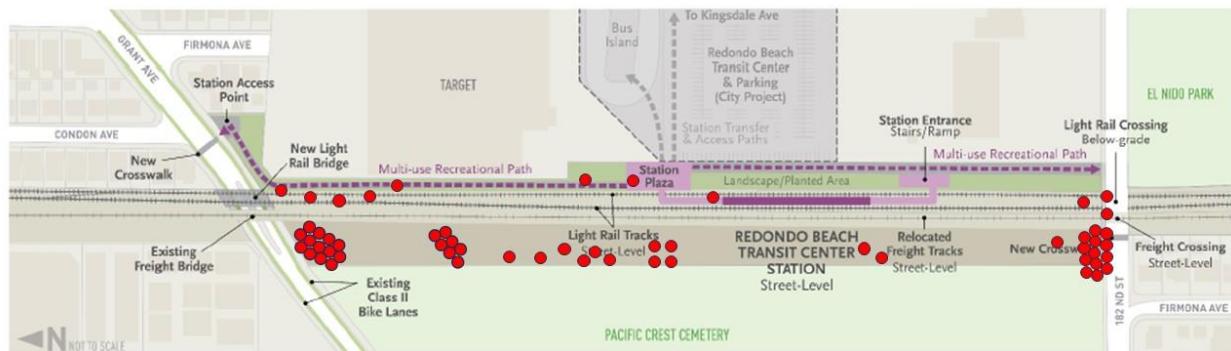 To Kingsdale Ave
Bus
Island
Redondo Beach
Transit Center
& Parking
(City Project)
FIRMONA AVE
GRANT AVE
TARGET
EL NIDO PARK
Station Access
Point
CONDON AVE
New
Crosswalk
New Light
Rail Bridge
Station Transfer
& Access Paths
Station Entrance
Stairs/Ramp
Light Rail Crossing
Below-grade
Multi-use Recreational Path
Station
Plaza
Multi-use Recreational Path
Landscape/Planted Area
Existing
Freight Bridge
Light Rail Tracks
Street-Level
REDONDO BEACH
TRANSIT CENTER
STATION
Street-Level
Relocated
Freight Tracks
Street-Level
New
Freight Crossing
Street-Level
Existing
Class II
Bike Lanes
182 ND ST
FIRMONA AVE
PACIFIC CREST CEMETERY
N
NOT TO SCALE